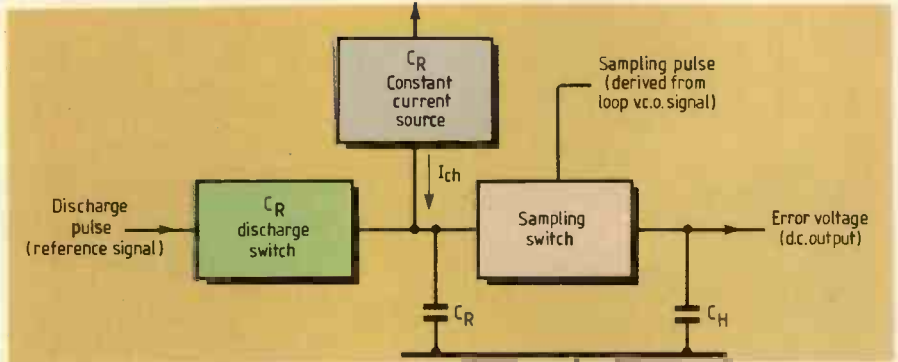 C_R
Constant
current
source
Sampling pulse
(derived from
loop v.c.o. signal)
I_ch
Discharge
pulse
(reference signal)
C_R
discharge
switch
Sampling
switch
Error voltage
(d.c. output)
C_R
C_H